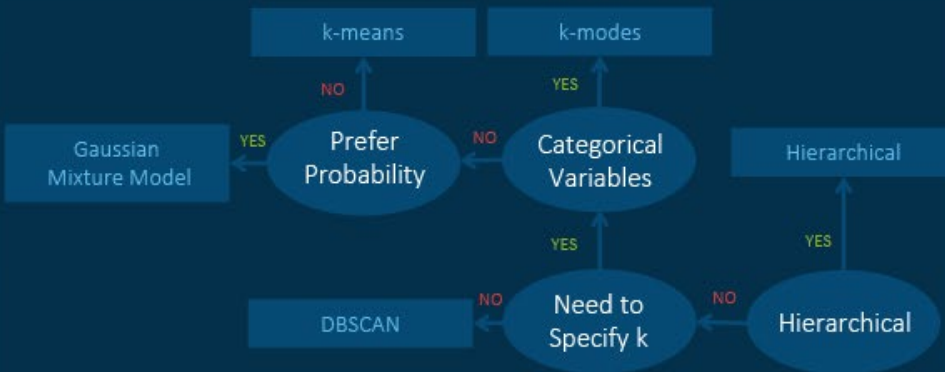 k-means
k-modes
NO
YES
Gaussian
Mixture Model
YES
Prefer
Probability
NO
Categorical
Variables
Hierarchical
YES
YES
DBSCAN
NO
Need to
Specify k
NO
Hierarchical